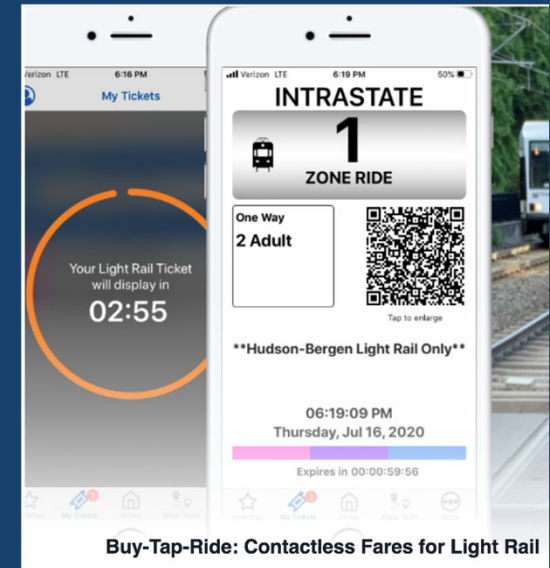 Verizon LTE
6:16 PM
My Tickets
Your Light Rail Ticket
will display in
02:55
Verizon LTE
6:19 PM
50%
INTRASTATE
1
ZONE RIDE
One Way
2 Adult
Tap to enlarge
**Hudson-Bergen Light Rail Only**
06:19:09 PM
Thursday, Jul 16, 2020
Expires in 00:00:59:56
My Tickets
My Tickets
Buy-Tap-Ride: Contactless Fares for Light Rail